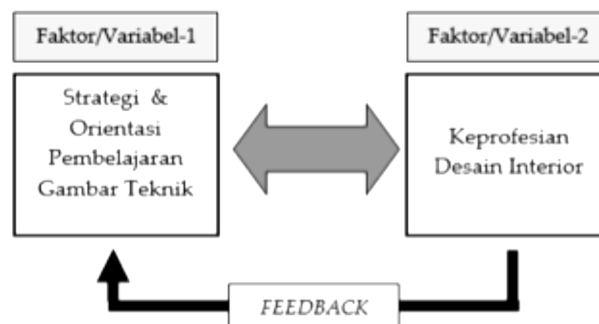 Faktor/Variabel-1
Faktor/Variabel-2
Strategi &
Orientasi
Pembelajaran
Gambar Teknik
Keprofesian
Desain Interior
FEEDBACK